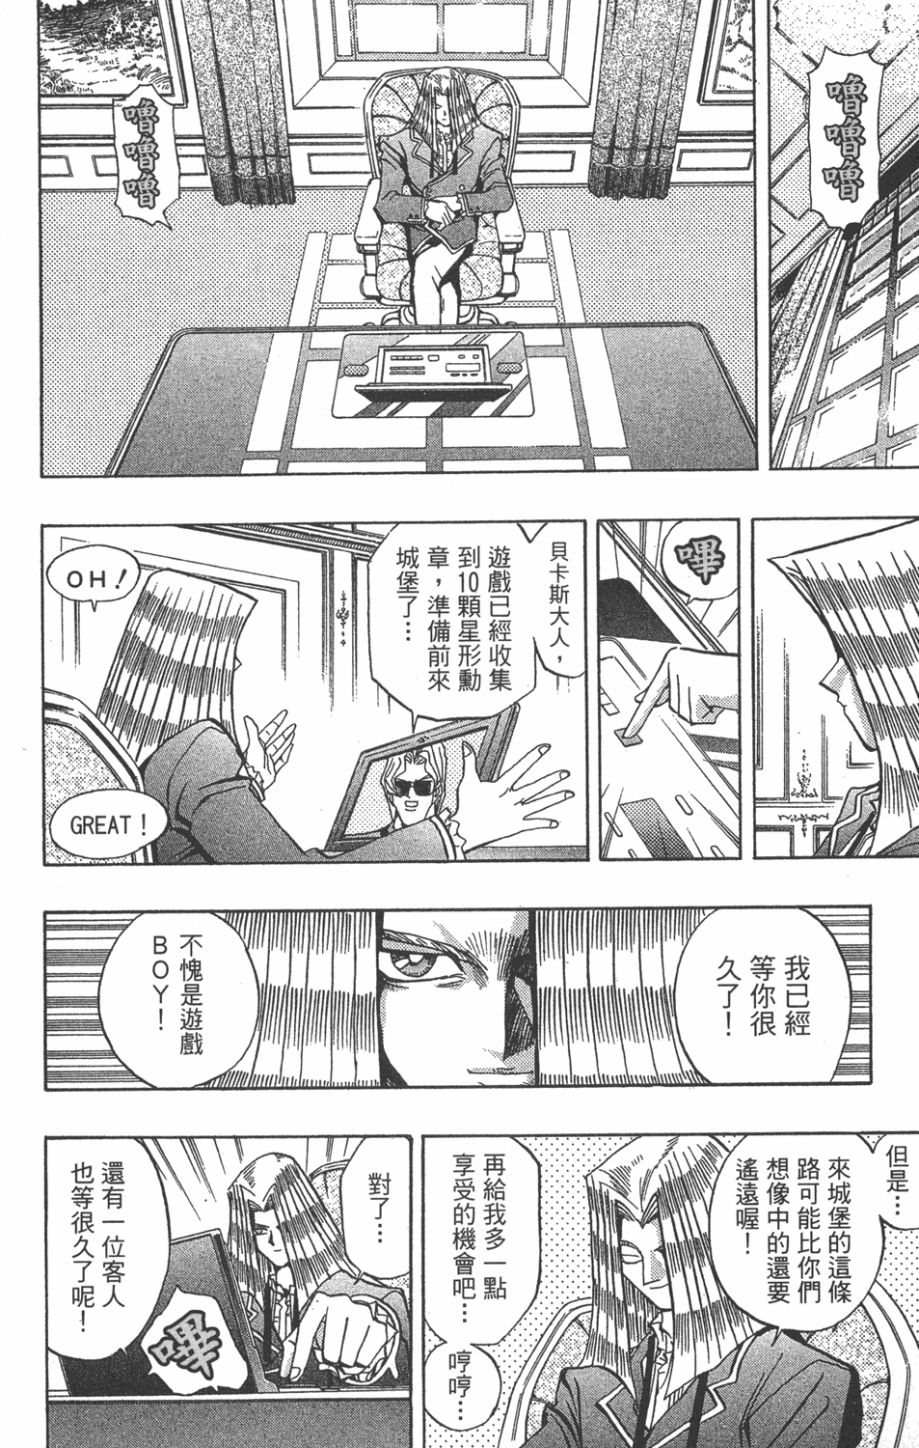 嚕嚕嚕
嚕嚕嚕
嗶
貝卡斯大人，
遊戲已經收集
到10顆星形勳
章，準備前來
城堡了…
OH！
GREAT！
我已經
等你很
久了！
不愧是遊戲
BOY！
但是…
來城堡的這條
路可能比你們
想像中的還要
遙遠喔！
再給我多一點
享受的機會吧…
哼哼…
對了…
還有一位客人
也等很久了呢！
嗶